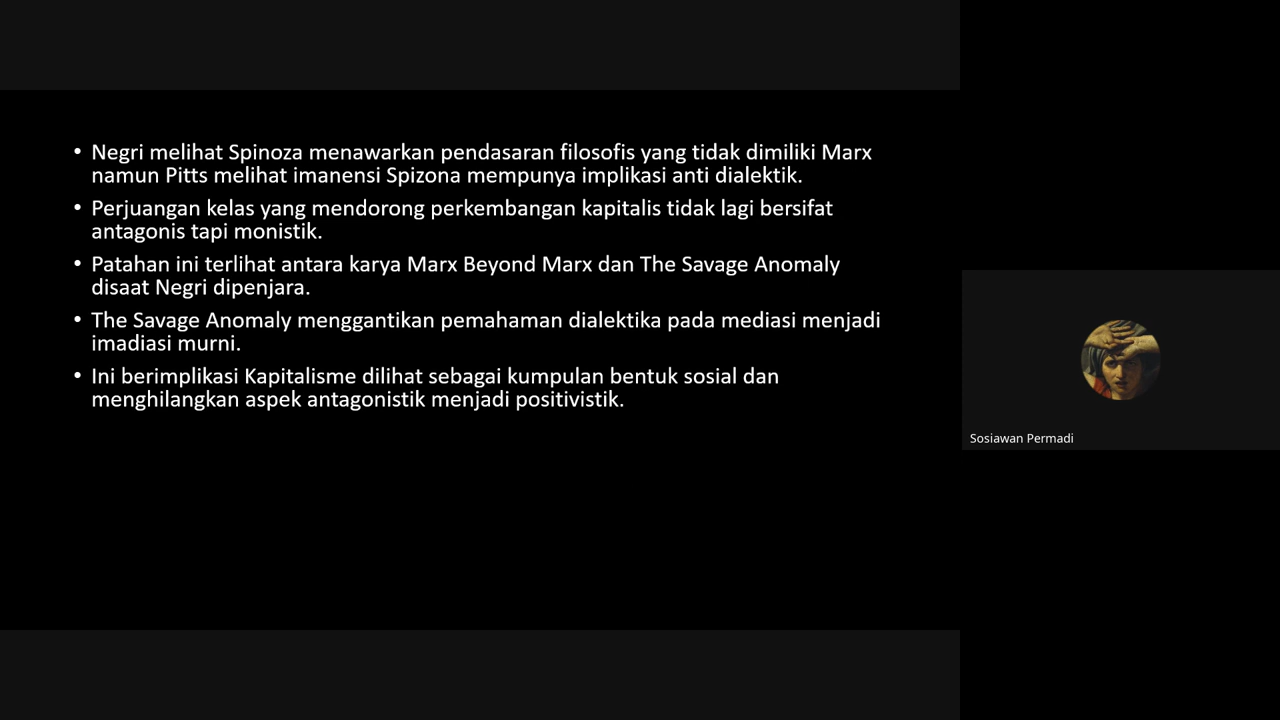 • Negri melihat Spinoza menawarkan pendasaran filosofis yang tidak dimiliki Marx
namun Pitts melihat imanensi Spizona mempunya implikasi anti dialektik.
• Perjuangan kelas yang mendorong perkembangan kapitalis tidak lagi bersifat
antagonis tapi monistik.
• Patahan ini terlihat antara karya Marx Beyond Marx dan The Savage Anomaly
disaat Negri dipenjara.
• The Savage Anomaly menggantikan pemahaman dialektika pada mediasi menjadi
imadiasi murni.
• Ini berimplikasi Kapitalisme dilihat sebagai kumpulan bentuk sosial dan
menghilangkan aspek antagonistik menjadi positivistik.
Sosiawan Permadi